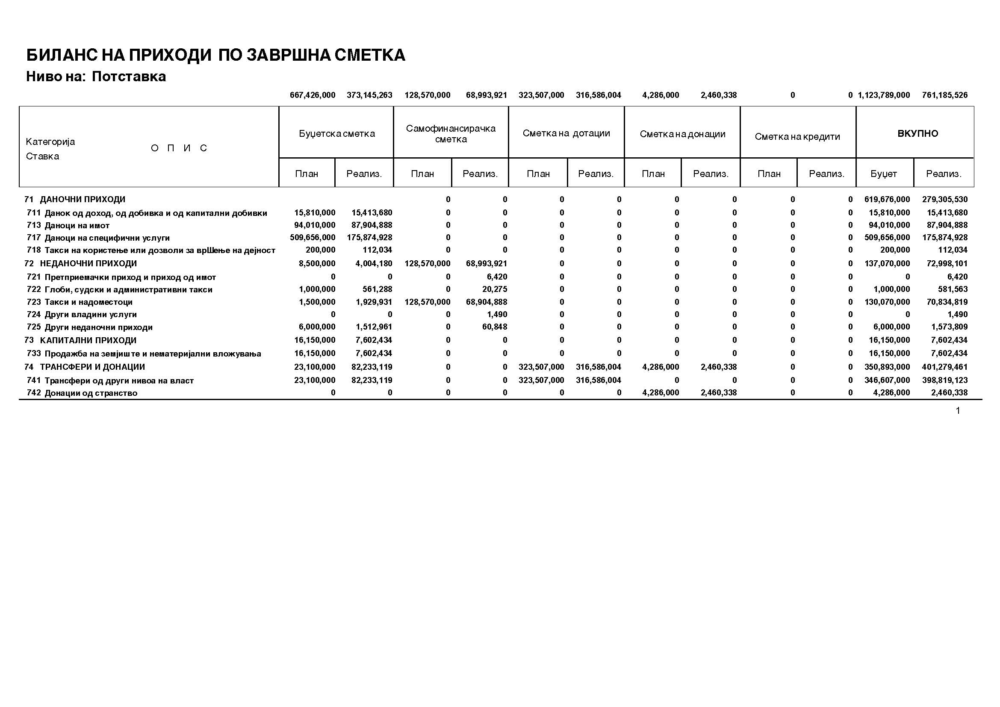 БИЛАНС НА ПРИХОДИ ПО ЗАВРШНА СМЕТКА
Ниво на: Потставка
667,426,000 373,145,263 128,570,000 68,993,921 323,507,000 316,586,004 4,286,000 2,460,338 0 0 1,123,789,000 761,185,526
Категорија
Ставка
О П И С
Буџетска сметка
Самофинансирачка
сметка
Сметка на дотации
Сметка на донации
Сметка на кредити
ВКУПНО
План Реализ. План Реализ. План Реализ. План Реализ. План Реализ. Буџет Реализ.
71 ДАНОЧНИ ПРИХОДИ 0 0 0 0 0 0 0 0 619,676,000 279,305,530
711 Данок од доход, од добивка и од капитални добивки 15,810,000 15,413,680 0 0 0 0 0 0 0 0 15,810,000 15,413,680
713 Даноци на имот 94,010,000 87,904,888 0 0 0 0 0 0 0 0 94,010,000 87,904,888
717 Даноци на специфични услуги 509,656,000 175,874,928 0 0 0 0 0 0 0 0 509,656,000 175,874,928
718 Такси на користење или дозволи за врШење на дејност 200,000 112,034 0 0 0 0 0 0 0 0 200,000 112,034
72 НЕДАНОЧНИ ПРИХОДИ 8,500,000 4,004,180 128,570,000 68,993,921 0 0 0 0 0 0 137,070,000 72,998,101
721 Претприемачки приход и приход од имот 0 0 0 6,420 0 0 0 0 0 0 0 6,420
722 Глоби, судски и административни такси 1,000,000 561,288 0 20,275 0 0 0 0 0 0 1,000,000 581,563
723 Такси и надоместоци 1,500,000 1,929,931 128,570,000 68,904,888 0 0 0 0 0 0 130,070,000 70,834,819
724 Други владини услуги 0 0 0 1,490 0 0 0 0 0 0 0 1,490
725 Други неданочни приходи 6,000,000 1,512,961 0 60,848 0 0 0 0 0 0 6,000,000 1,573,809
73 КАПИТАЛНИ ПРИХОДИ 16,150,000 7,602,434 0 0 0 0 0 0 0 0 16,150,000 7,602,434
733 Продажба на земјиште и нематеријални вложувања 16,150,000 7,602,434 0 0 0 0 0 0 0 0 16,150,000 7,602,434
74 ТРАНСФЕРИ И ДОНАЦИИ 23,100,000 82,233,119 0 0 323,507,000 316,586,004 4,286,000 2,460,338 0 0 350,893,000 401,279,461
741 Трансфери од други нивоа на власт 23,100,000 82,233,119 0 0 323,507,000 316,586,004 0 0 0 0 346,607,000 398,819,123
742 Донации од странство 0 0 0 0 0 0 4,286,000 2,460,338 0 0 4,286,000 2,460,338
1